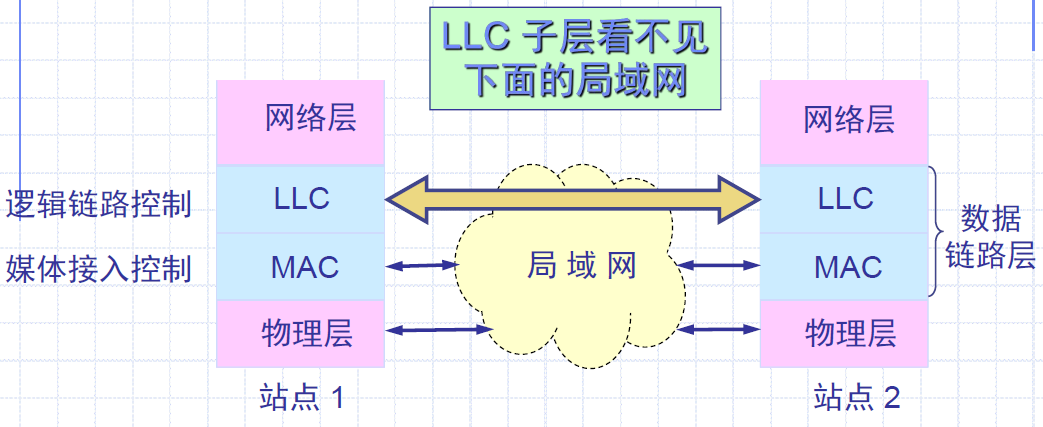 LLC 子层看不见
下面的局域网
网络层
网络层
逻辑链路控制
LLC
LLC
数据
链路层
媒体接入控制
MAC
局域网
MAC
物理层
物理层
站点 1
站点 2